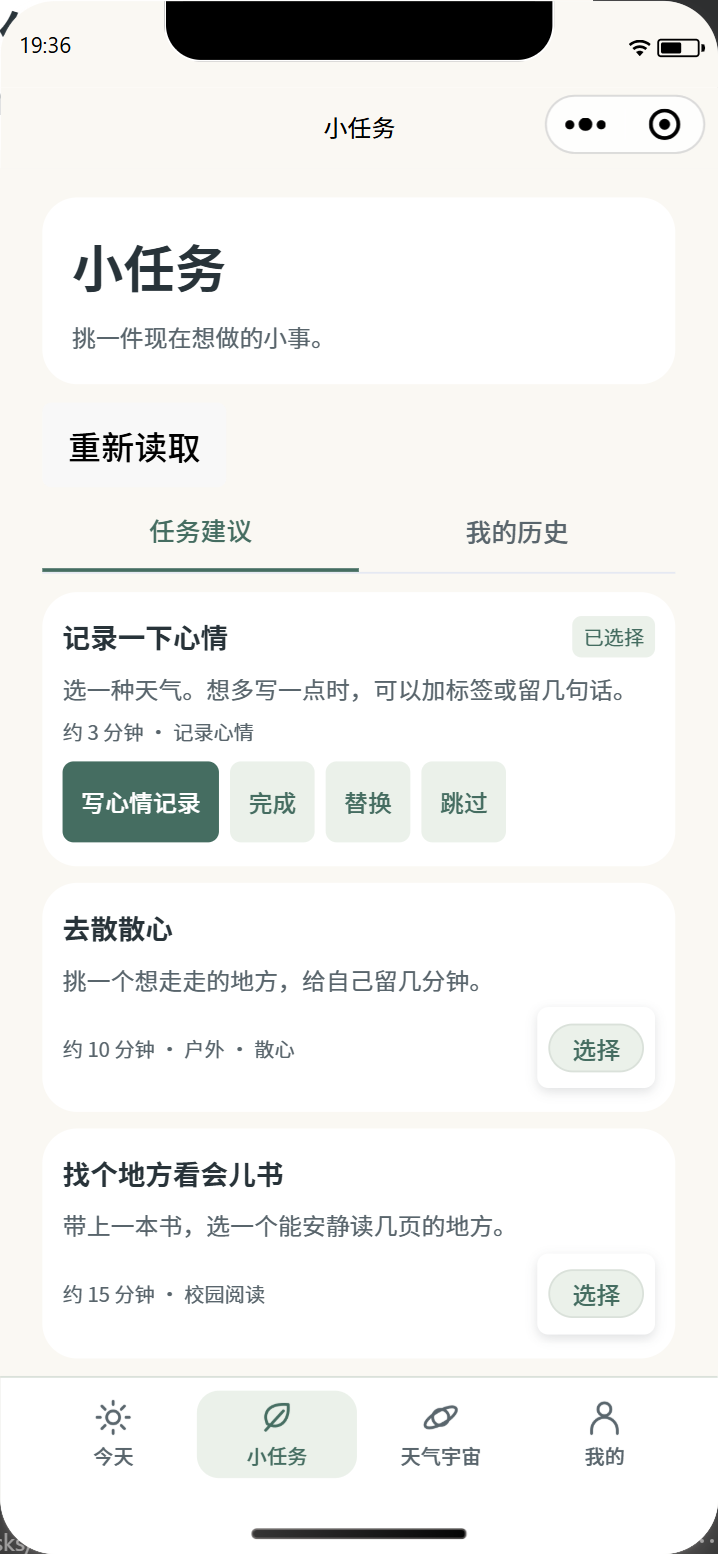 19:36
小任务
小任务
挑一件现在想做的小事。
重新读取
任务建议
我的历史
记录一下心情
已选择
选一种天气。想多写一点时，可以加标签或留几句话。
约 3 分钟 · 记录心情
写心情记录
完成
替换
跳过
去散散心
挑一个想走走的地方，给自己留几分钟。
约 10 分钟 · 户外 · 散心
选择
找个地方看会儿书
带上一本书，选一个能安静读几页的地方。
约 15 分钟 · 校园阅读
选择
今天
小任务
天气宇宙
我的